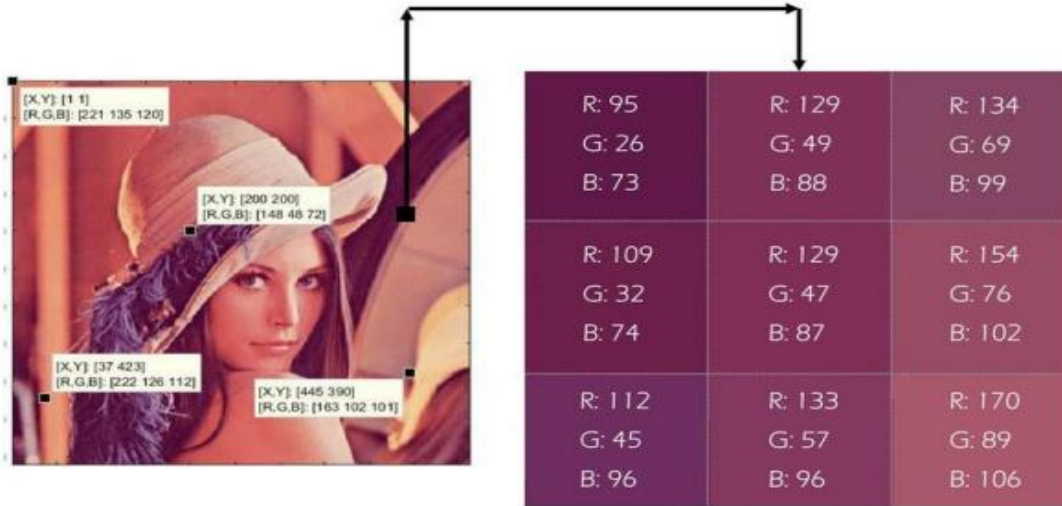 [X,Y]: [1 1]
[R,G,B]: [221 135 120]
[X,Y]: [200 200]
[R,G,B]: [148 48 72]
[X,Y]: [37 423]
[R,G,B]: [222 126 112]
[X,Y]: [445 390]
[R,G,B]: [163 102 101]
R: 95
G: 26
B: 73
R: 129
G: 49
B: 88
R: 134
G: 69
B: 99
R: 109
G: 32
B: 74
R: 129
G: 47
B: 87
R: 154
G: 76
B: 102
R: 112
G: 45
B: 96
R: 133
G: 57
B: 96
R: 170
G: 89
B: 106